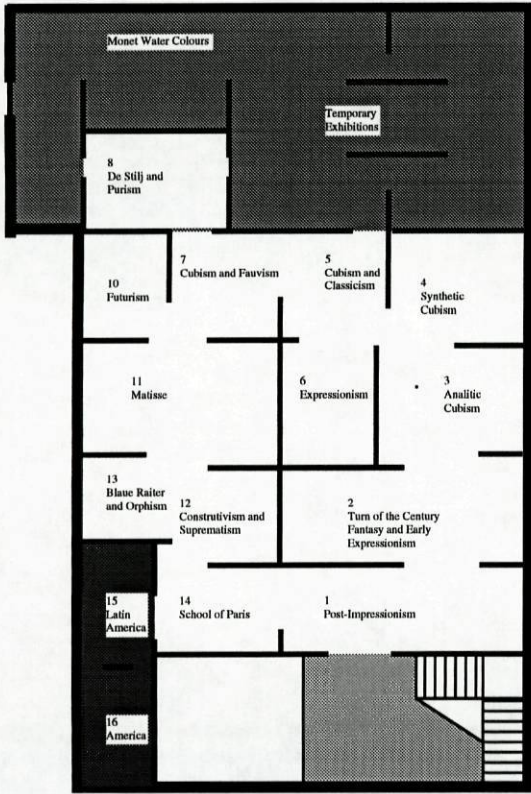 Monet Water Colours
Temporary
Exhibitions
8
De Stilj and
Purism
7
Cubism and Fauvism
5
Cubism and
Classicism
10
Futurism
4
Synthetic
Cubism
11
Matisse
6
Expressionism
3
Analitic
Cubism
13
Blaue Raiter
and Orphism
12
Construtivism and
Suprematism
2
Turn of the Century
Fantasy and Early
Expressionism
15
Latin
America
14
School of Paris
1
Post-Impressionism
16
America